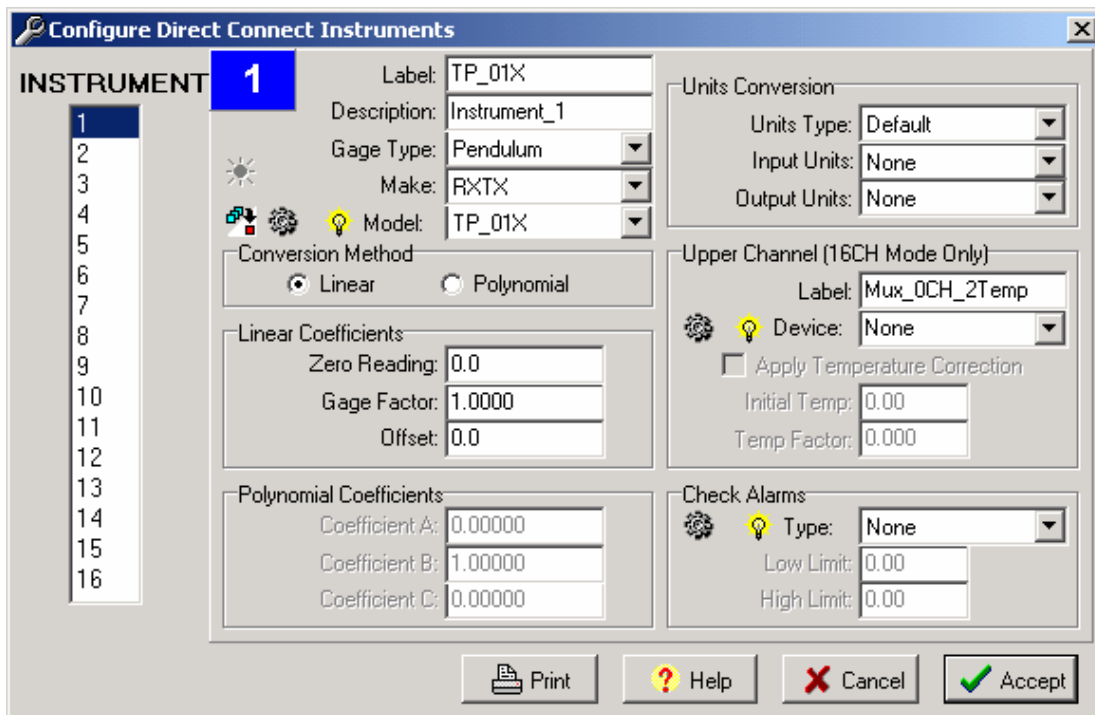 Configure Direct Connect Instruments
INSTRUMENT
1
2
3
4
5
6
7
8
9
10
11
12
13
14
15
16
1
Label: TP_01X
Description: Instrument_1
Gage Type: Pendulum
Make: RXTX
Model: TP_01X
Conversion Method
Linear Polynomial
Linear Coefficients
Zero Reading: 0.0
Gage Factor: 1.0000
Offset: 0.0
Polynomial Coefficients
Coefficient A: 0.00000
Coefficient B: 1.00000
Coefficient C: 0.00000
Units Conversion
Units Type: Default
Input Units: None
Output Units: None
Upper Channel (16CH Mode Only)
Label: Mux_0CH_2Temp
Device: None
Apply Temperature Correction
Initial Temp: 0.00
Temp Factor: 0.000
Check Alarms
Type: None
Low Limit: 0.00
High Limit: 0.00
Print ? Help Cancel Accept